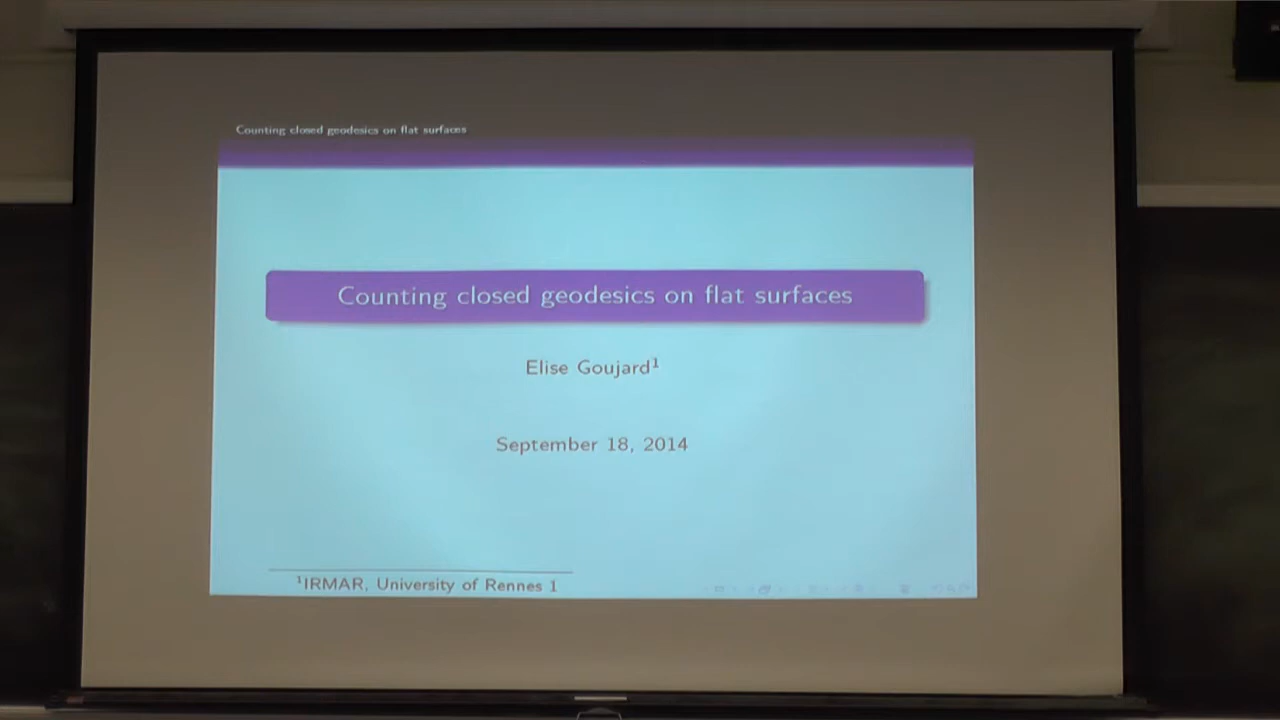 Counting closed geodesics on flat surfaces
Counting closed geodesics on flat surfaces
Elise Goujard¹
September 18, 2014
¹IRMAR, University of Rennes 1